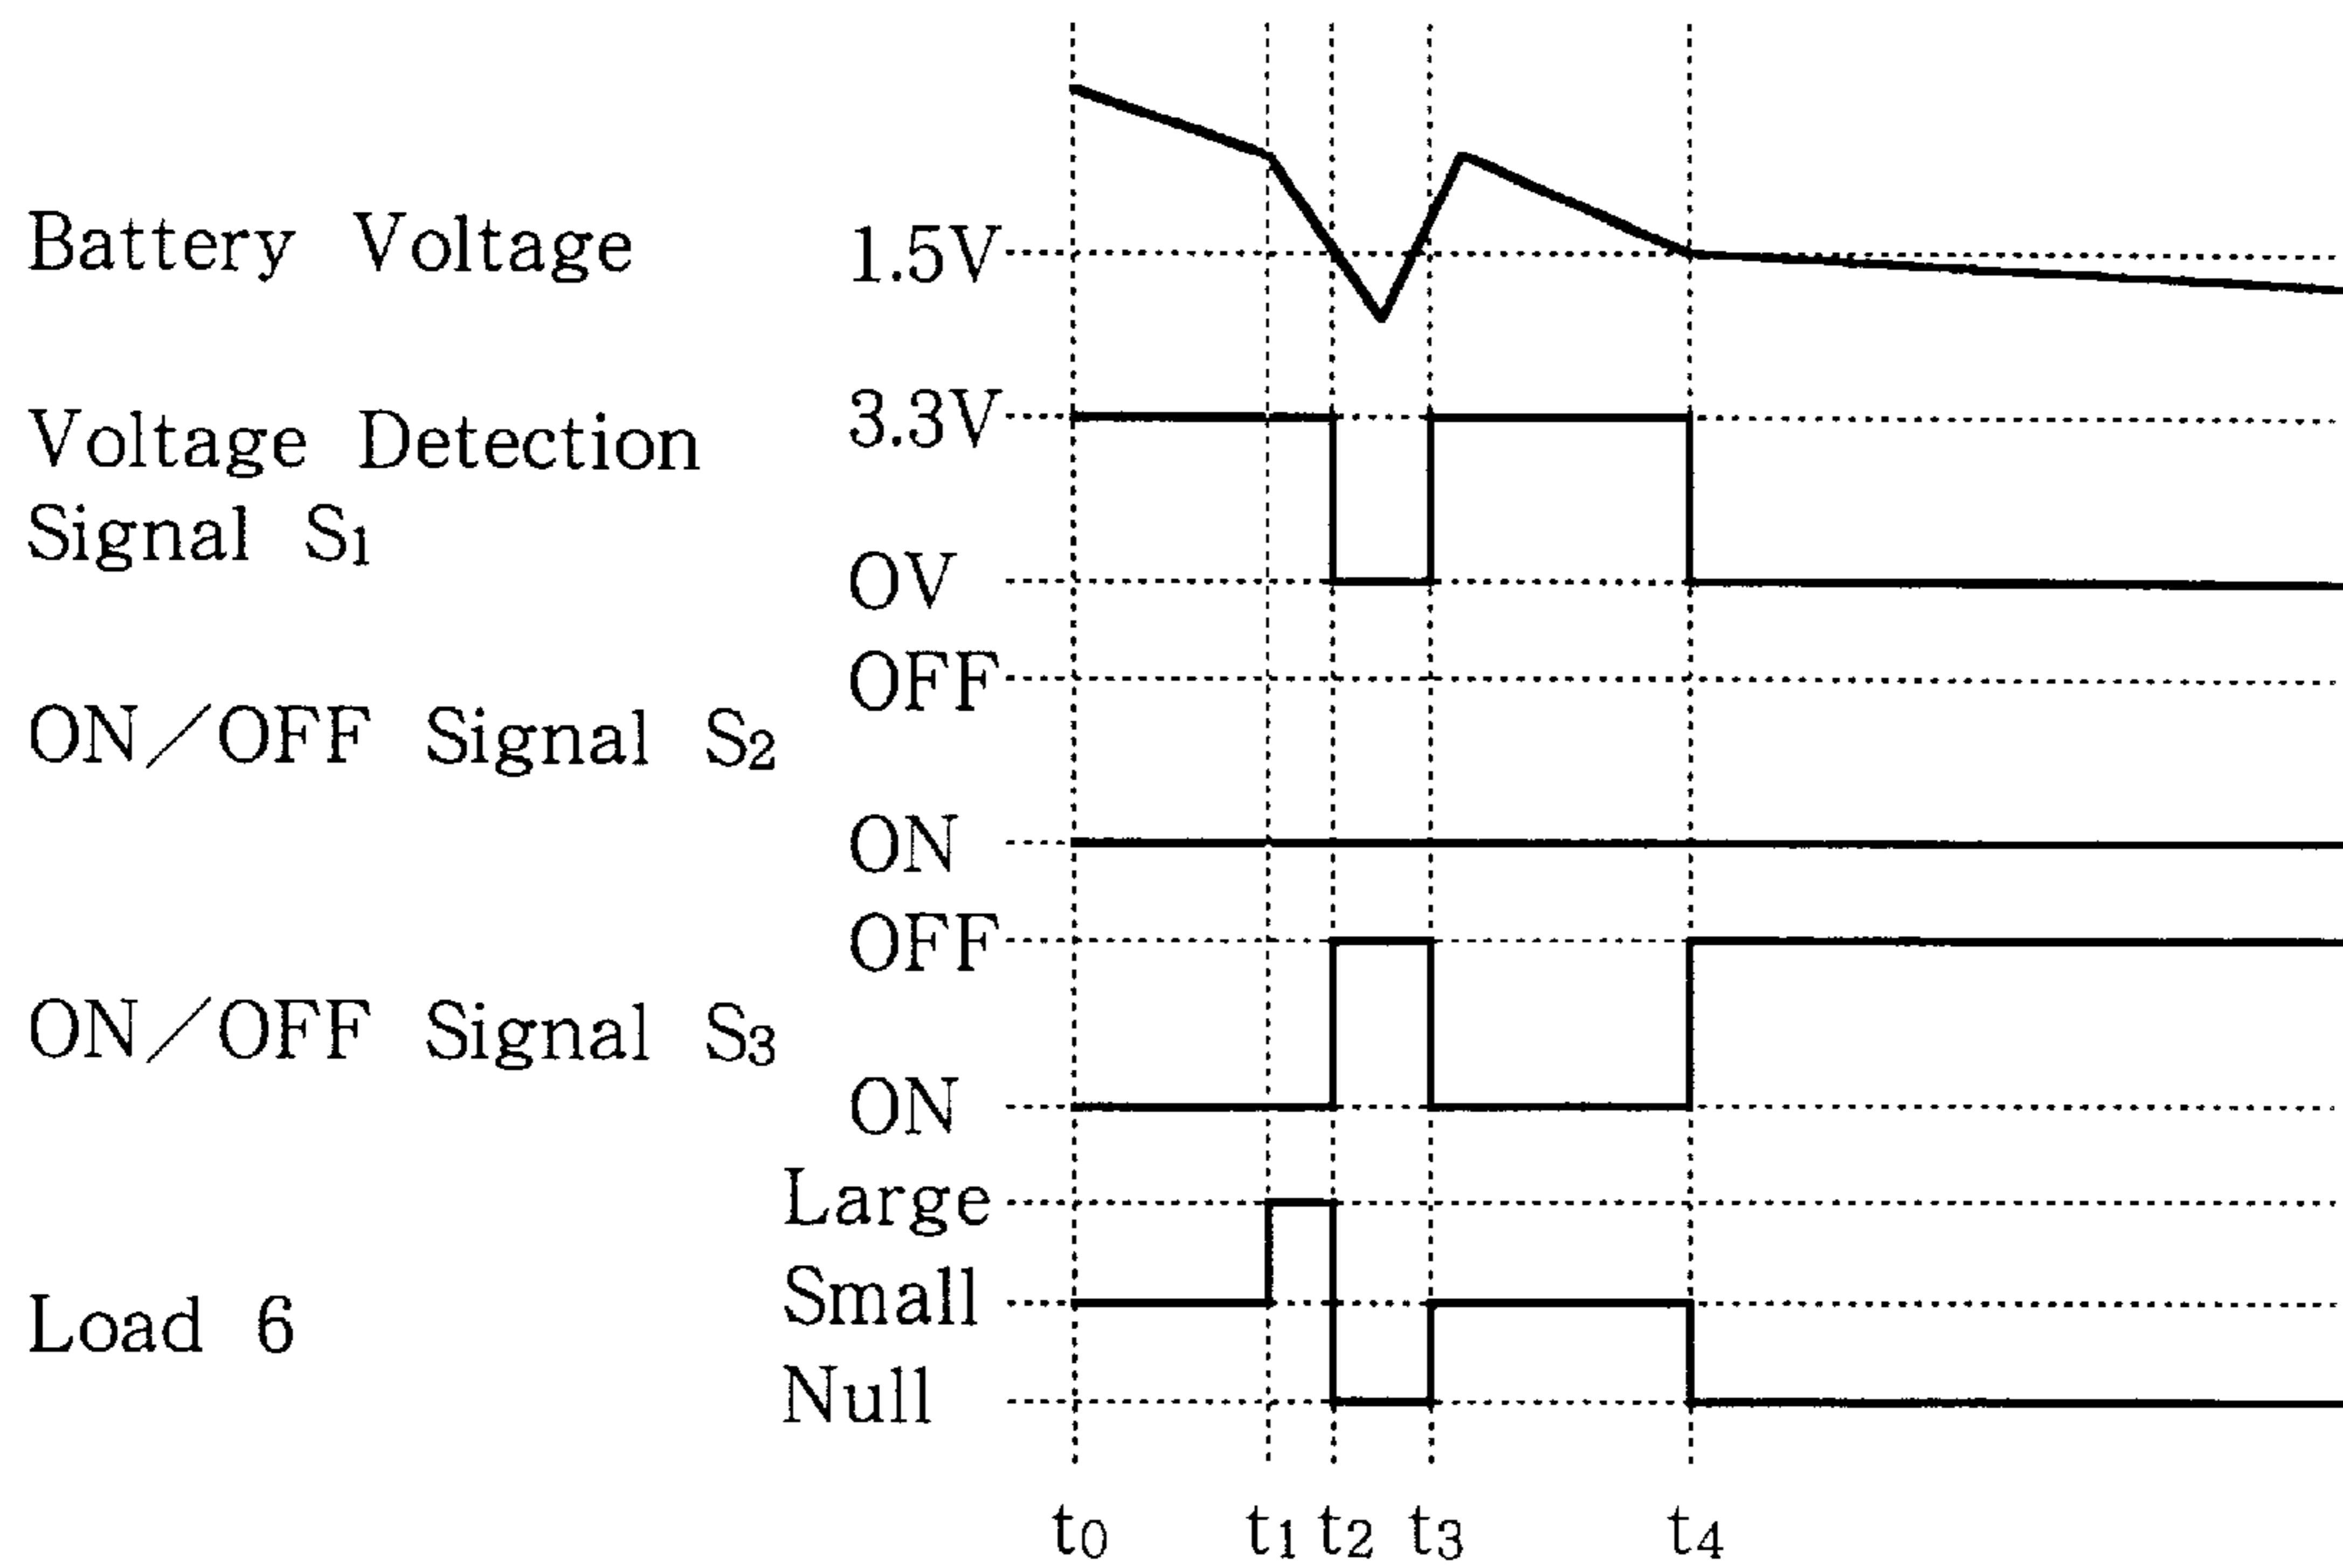 Battery Voltage
1.5V
Voltage Detection
Signal S1
3.3V
0V
ON/OFF Signal S2
OFF
ON
ON/OFF Signal S3
OFF
ON
Load 6
Large
Small
Null
t0 t1 t2 t3 t4